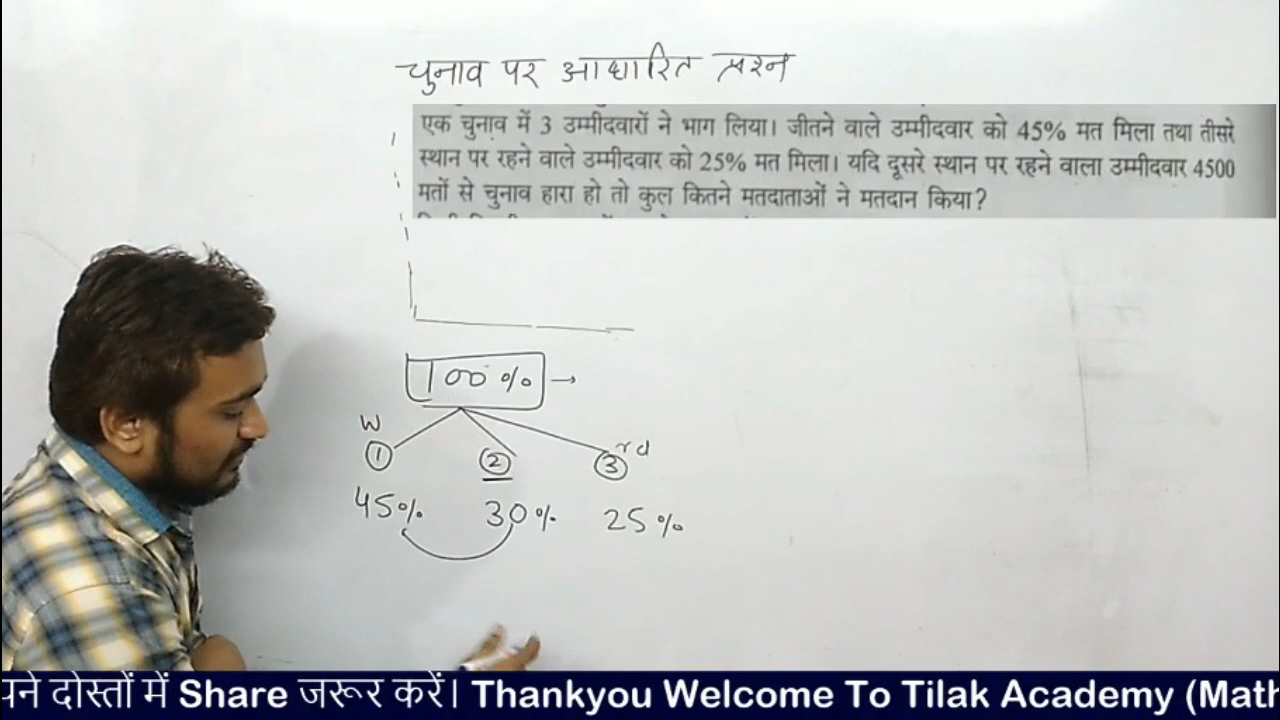 चुनाव पर आधारित प्रश्न
एक चुनाव में 3 उम्मीदवारों ने भाग लिया। जीतने वाले उम्मीदवार को 45% मत मिला तथा तीसरे
स्थान पर रहने वाले उम्मीदवार को 25% मत मिला। यदि दूसरे स्थान पर रहने वाला उम्मीदवार 4500
मतों से चुनाव हारा हो तो कुल कितने मतदाताओं ने मतदान किया?
100% →
W
① ② ③rd
45% 30% 25%
पने दोस्तों में Share जरूर करें। Thankyou Welcome To Tilak Academy (Math